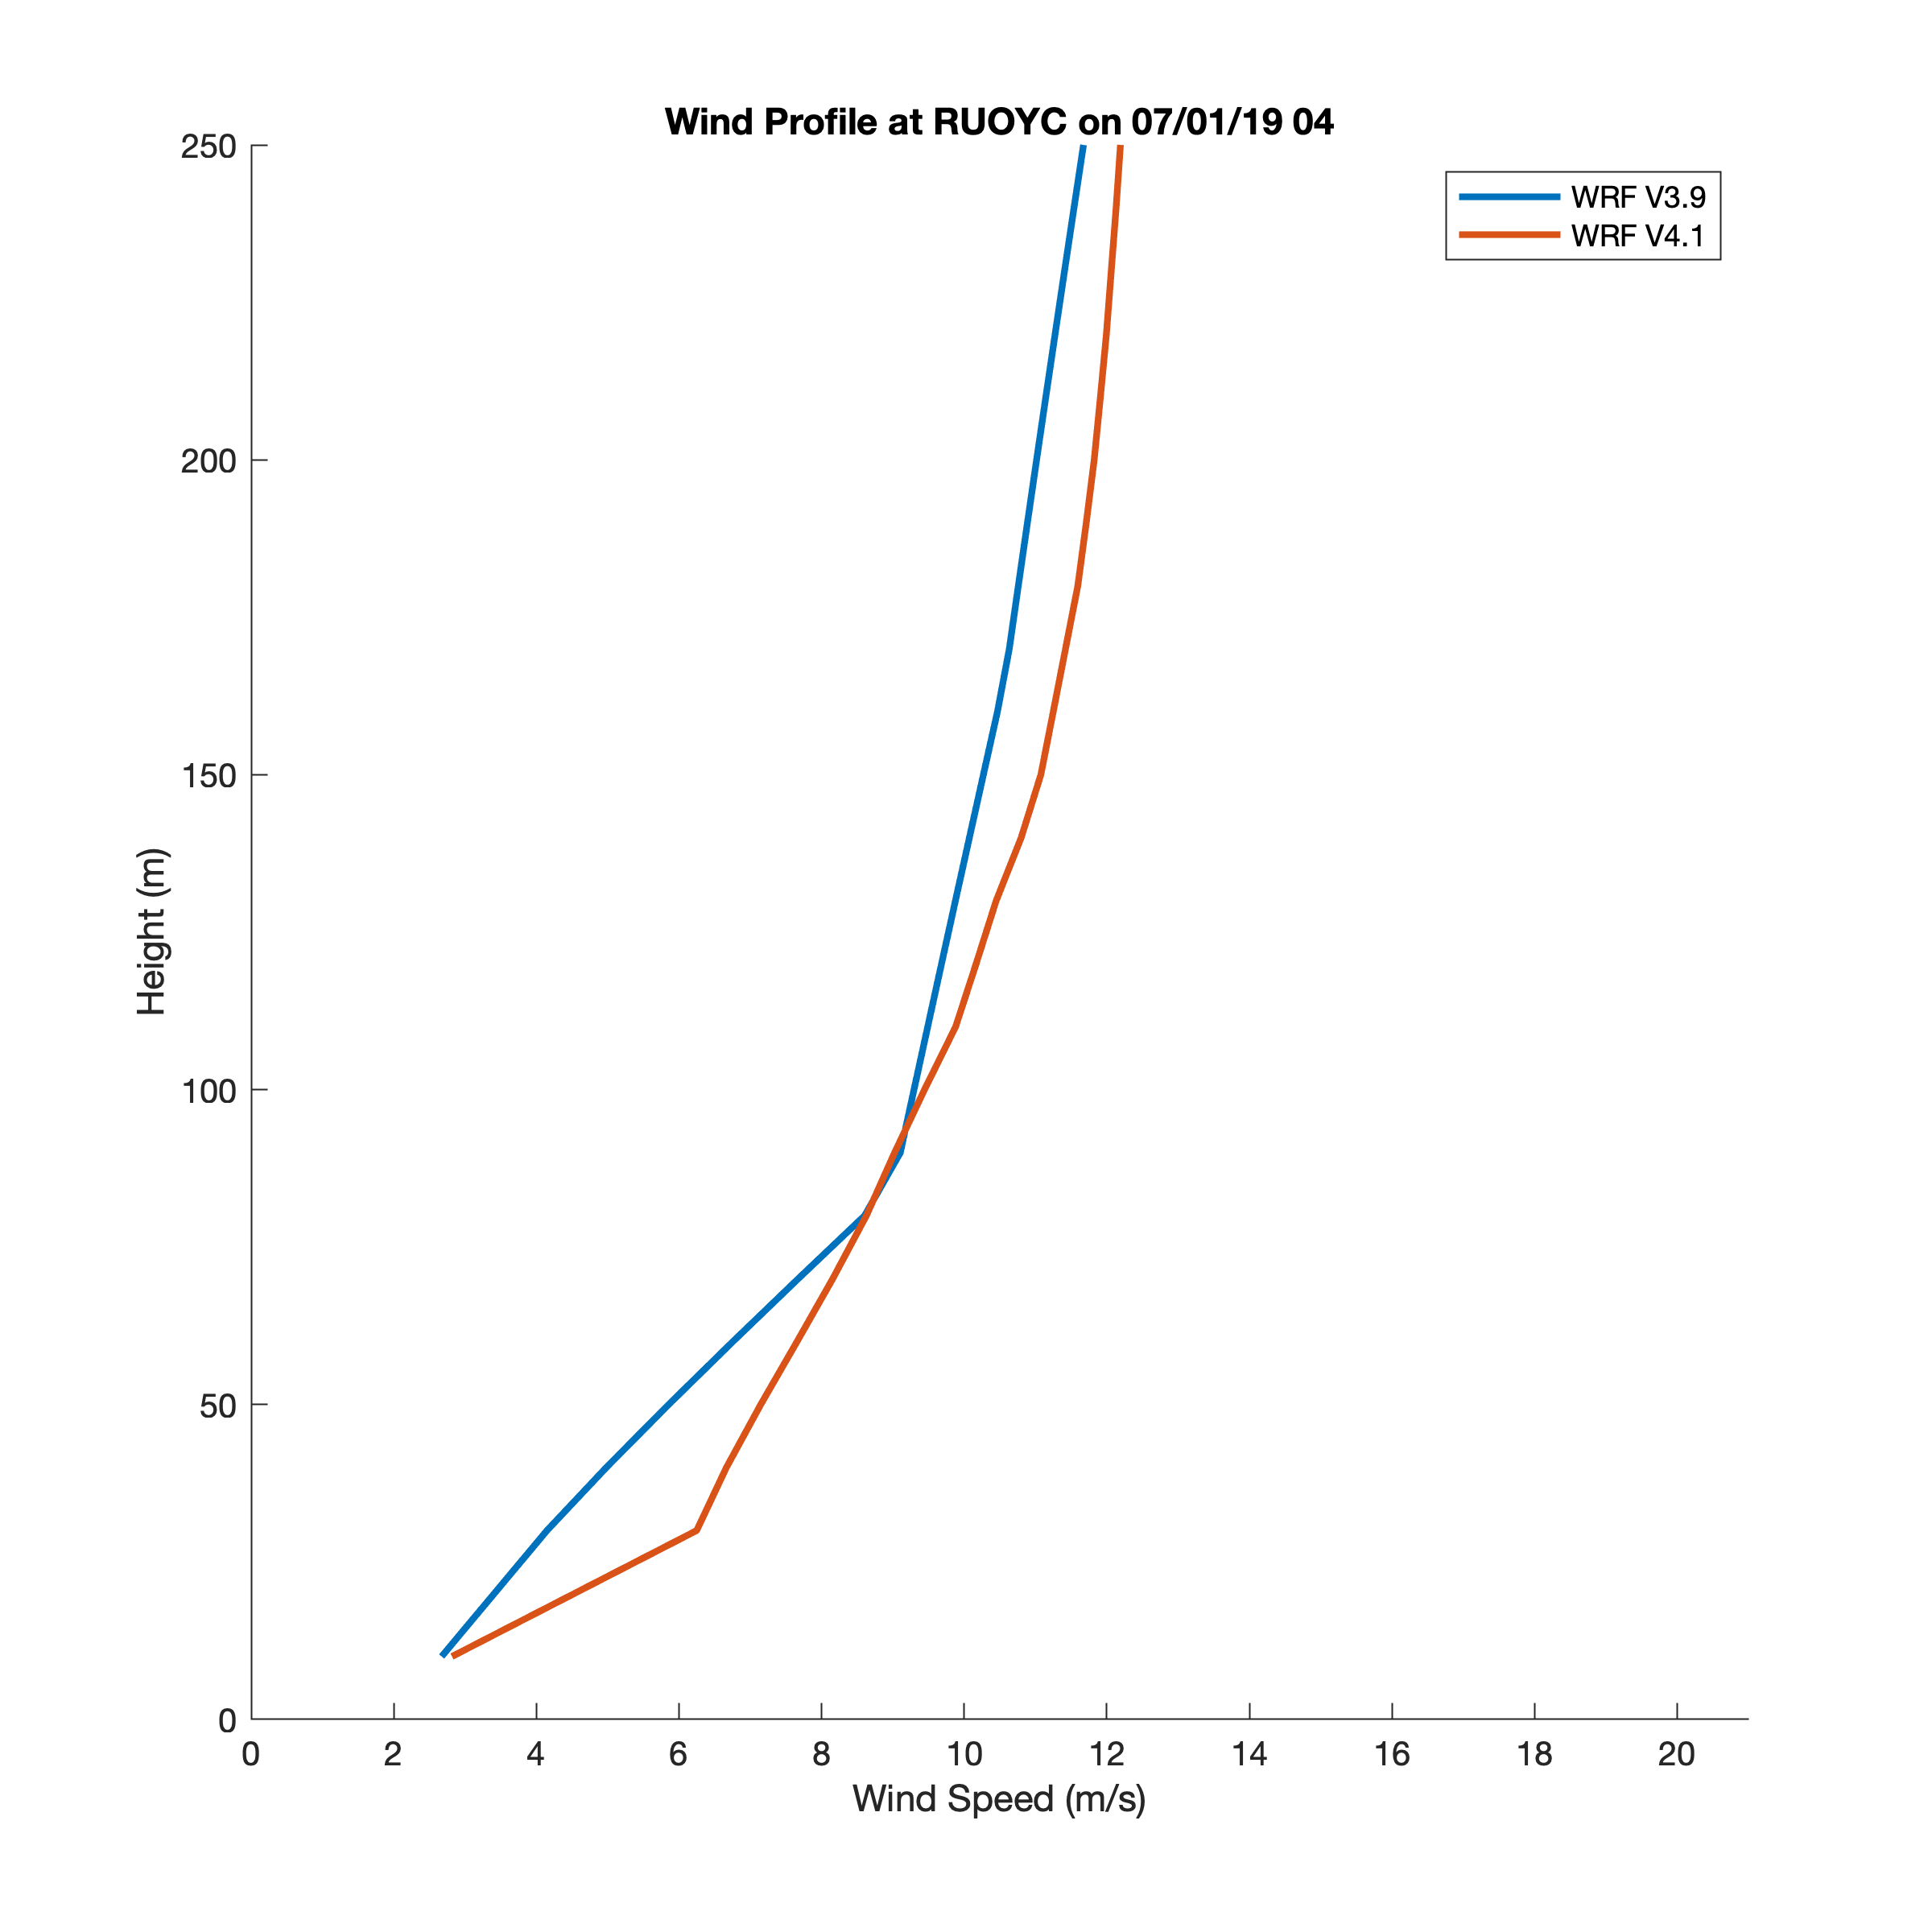 Wind Profile at RUOYC on 07/01/19 04
WRF V3.9
WRF V4.1
250
200
150
100
50
0
Height (m)
0 2 4 6 8 10 12 14 16 18 20
Wind Speed (m/s)